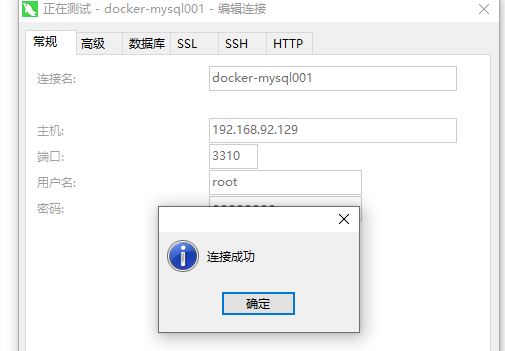 正在测试 - docker-mysql001 - 编辑连接
常规 高级 数据库 SSL SSH HTTP
连接名: docker-mysql001
主机: 192.168.92.129
端口: 3310
用户名: root
密码:
连接成功
确定